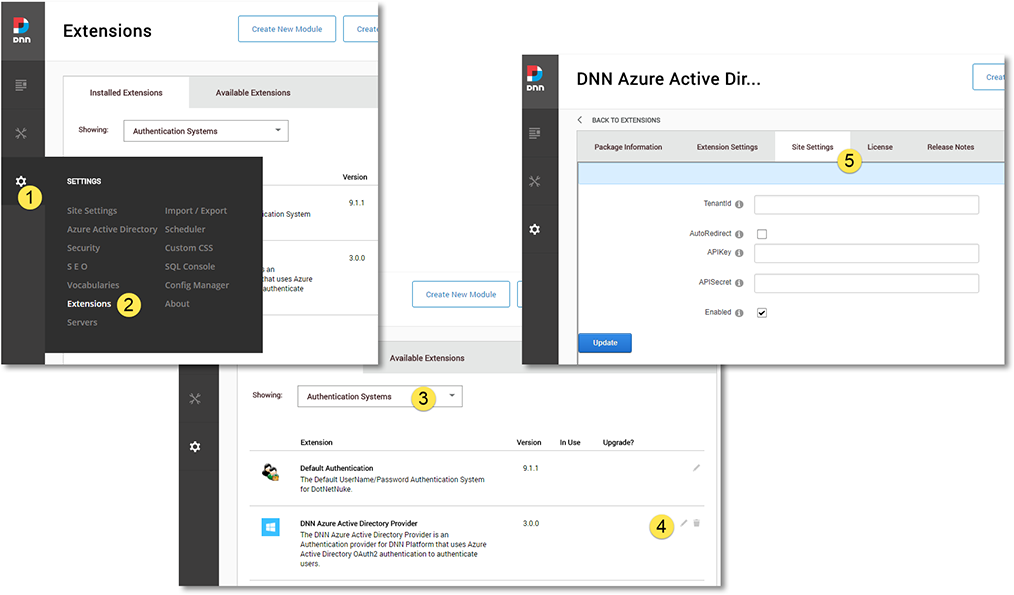 dnn
Extensions
Create New Module
Create
Installed Extensions
Available Extensions
Showing:
Authentication Systems
Version
9.1.1
ication System
3.0.0
s an
that uses Azure
authenticate
1
SETTINGS
Site Settings
Import / Export
Azure Active Directory
Scheduler
Security
Custom CSS
S E O
SQL Console
Vocabularies
Config Manager
Extensions
2
About
Servers
Create New Module
Available Extensions
Showing:
Authentication Systems
3
Extension
Version
In Use
Upgrade?
Default Authentication
9.1.1
The Default UserName/Password Authentication System
for DotNetNuke.
DNN Azure Active Directory Provider
3.0.0
4
The DNN Azure Active Directory Provider is an
Authentication provider for DNN Platform that uses Azure
Active Directory OAuth2 authentication to authenticate
users.
dnn
DNN Azure Active Dir...
Creat
BACK TO EXTENSIONS
Package Information
Extension Settings
Site Settings
License
Release Notes
5
TenantId
AutoRedirect
APIKey
APISecret
Enabled
Update